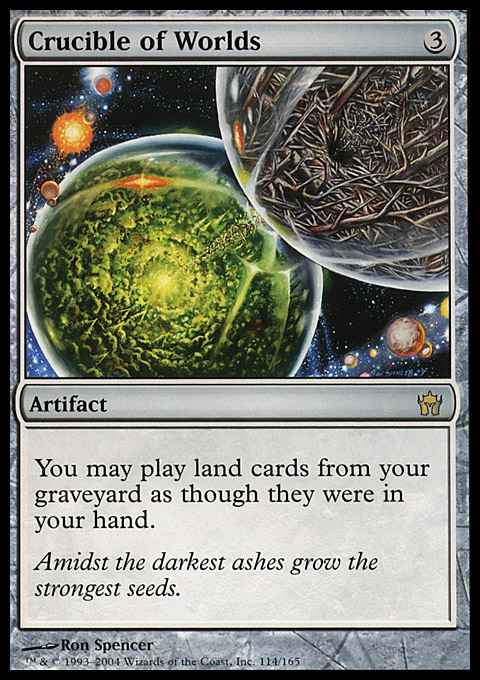 Crucible of Worlds
3
Artifact
You may play land cards from your
graveyard as though they were in
your hand.
Amidst the darkest ashes grow the
strongest seeds.
Ron Spencer
™ & © 1993–2004 Wizards of the Coast, Inc. 114/165